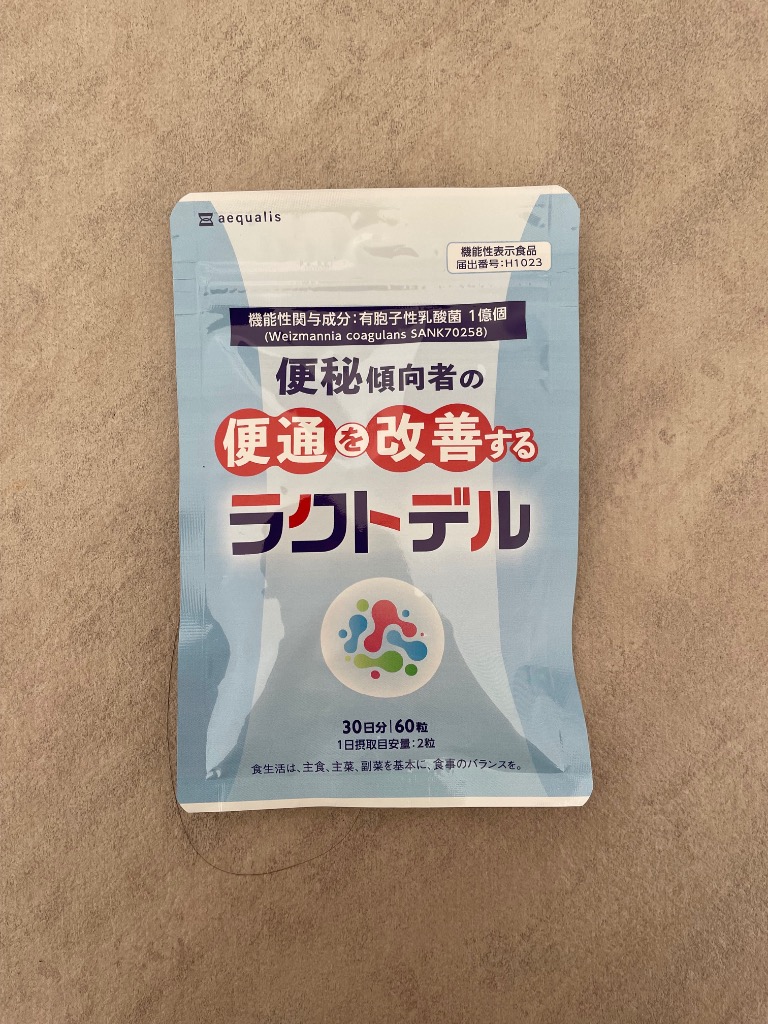 aequalis
機能性表示食品
届出番号:H1023
機能性関与成分:有胞子性乳酸菌 1億個
(Weizmannia coagulans SANK70258)
便秘傾向者の
便通を改善する
ラクトデル
30日分|60粒
1日摂取目安量:2粒
食生活は、主食、主菜、副菜を基本に、食事のバランスを。